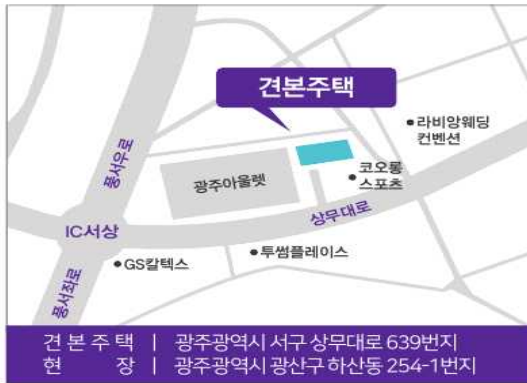 견본주택
라비앙웨딩
컨벤션
풍서우로
광주아울렛
코오롱
스포츠
상무대로
IC서상
GS칼텍스
투썸플레이스
풍서좌로
견본주택 | 광주광역시 서구 상무대로 639번지
현 장 | 광주광역시 광산구 하산동 254-1번지